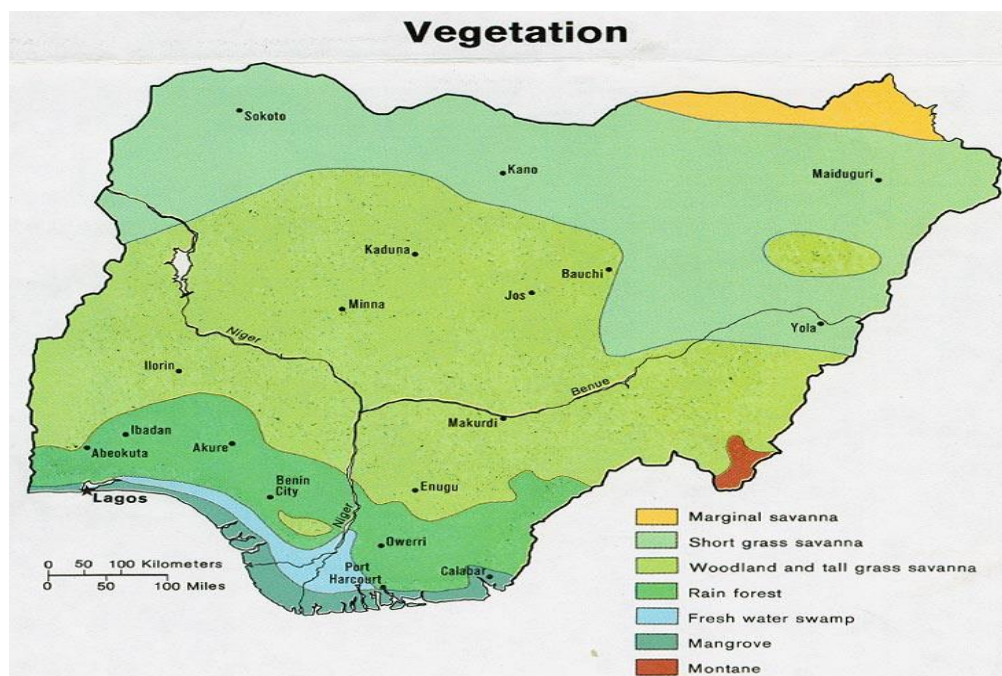 Vegetation
Sokoto
Kano
Maiduguri
Kaduna
Bauchi
Jos
Minna
Yola
Niger
Ilorin
Benue
Makurdi
Ibadan
Abeokuta
Akure
Benin
City
Enugu
Lagos
Niger
Owerri
Port
Harcourt
Calabar
0 50 100 Kilometers
0 50 100 Miles
Marginal savanna
Short grass savanna
Woodland and tall grass savanna
Rain forest
Fresh water swamp
Mangrove
Montane